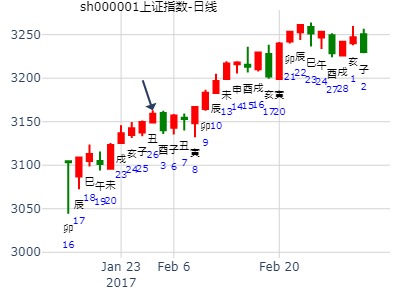 sh000001上证指数-日线
3250
3200
3150
3100
3050
3000
卯
16
辰
17
巳
18
午
19
未
20
戌
23
亥
24
子
25
丑
26
酉
3
子
6
丑
7
寅
8
卯
9
辰
10
未
13
申
14
酉
15
戌
16
亥
17
寅
20
卯
21
辰
22
巳
23
午
24
酉
27
戌
28
亥
1
子
2
Jan 23
2017
Feb 6
Feb 20